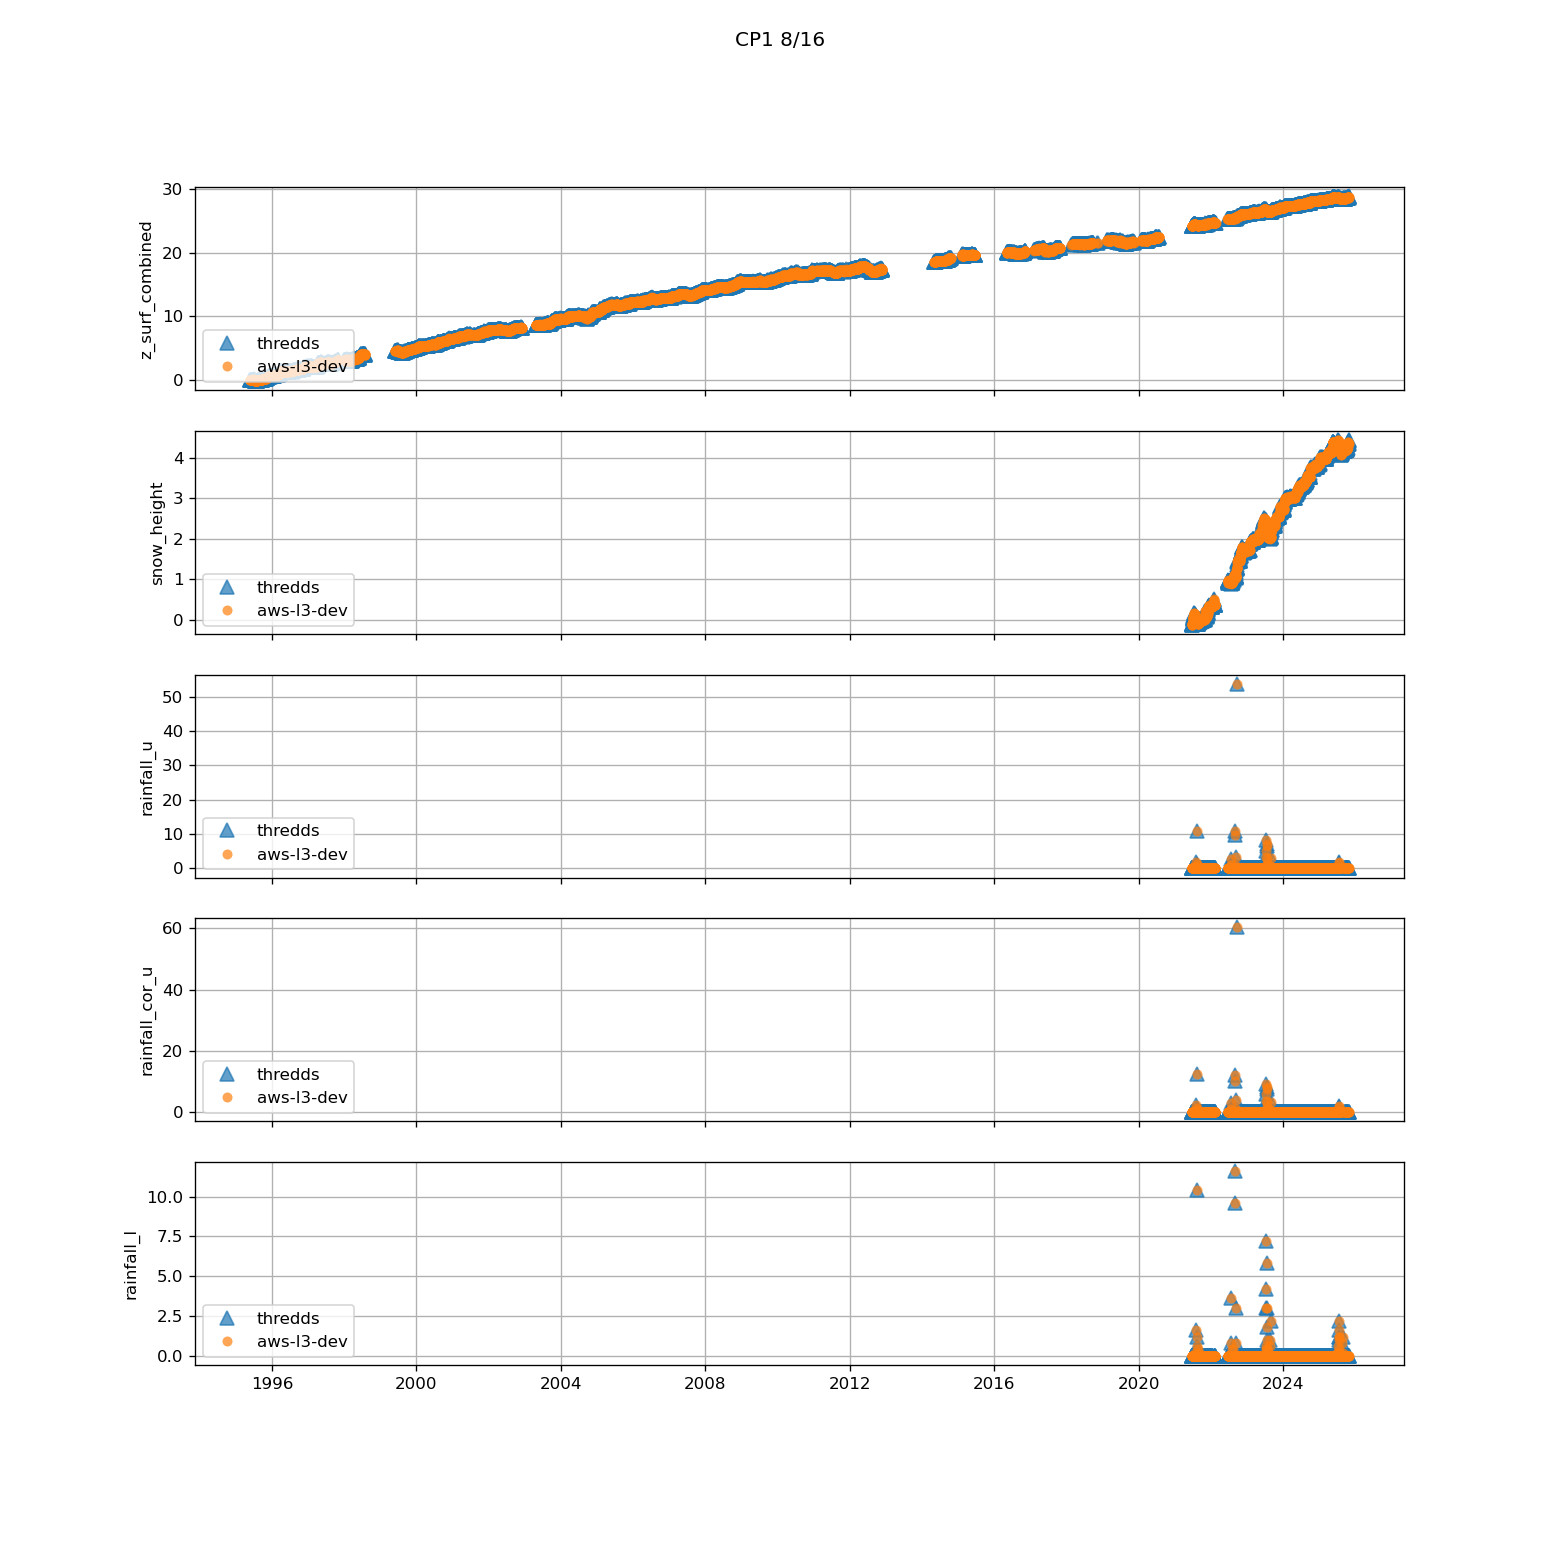 CP1 8/16
30
20
10
0
z_surf_combined
thredds
aws-l3-dev
4
3
2
1
0
snow_height
thredds
aws-l3-dev
50
40
30
20
10
0
rainfall_u
thredds
aws-l3-dev
60
40
20
0
rainfall_cor_u
thredds
aws-l3-dev
10.0
7.5
5.0
2.5
0.0
rainfall_l
thredds
aws-l3-dev
1996 2000 2004 2008 2012 2016 2020 2024